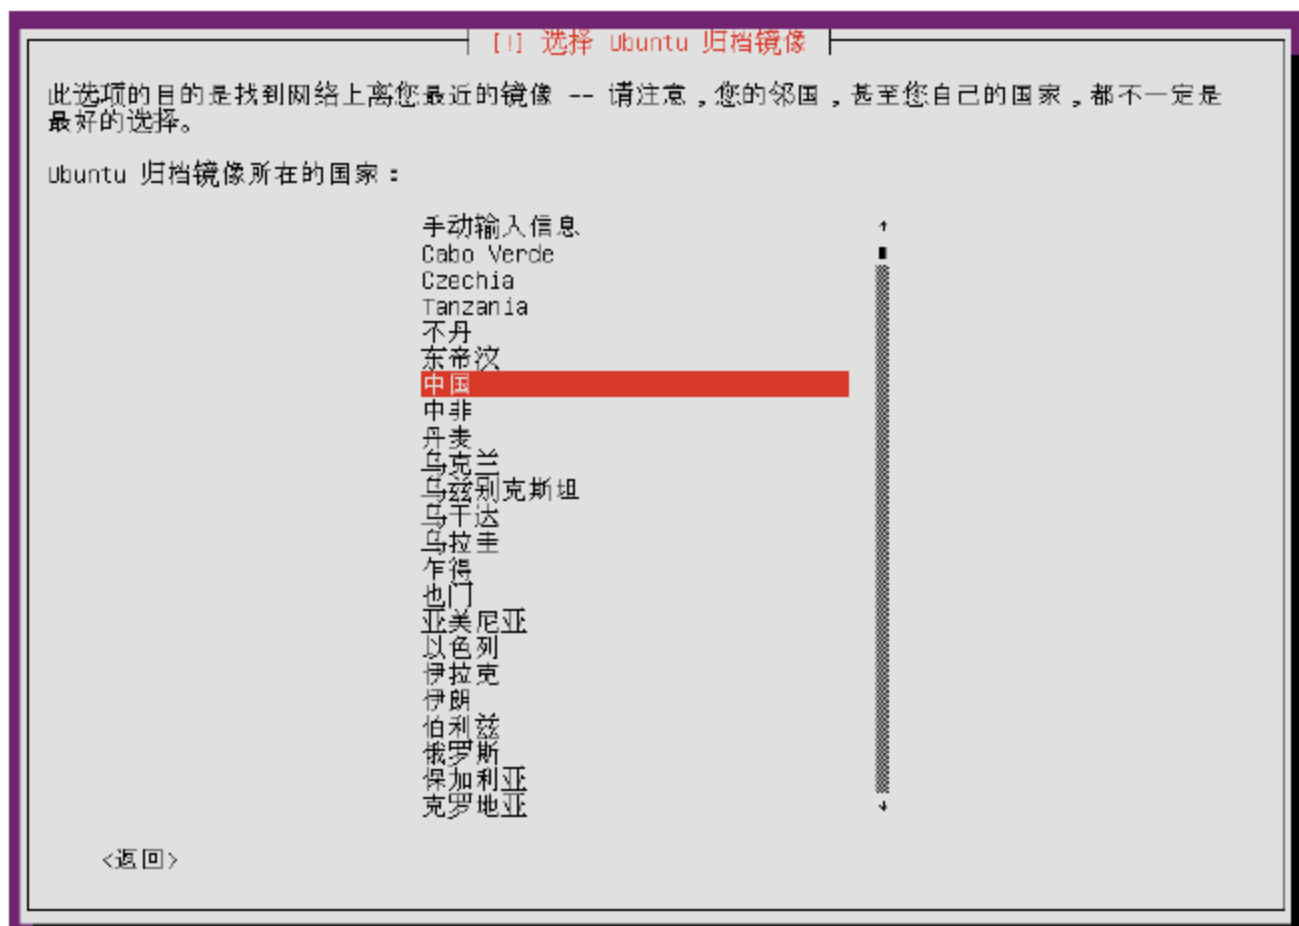 [!] 选择 Ubuntu 归档镜像
此选项的目的是找到网络上离您最近的镜像 -- 请注意，您的邻国，甚至您自己的国家，都不一定是
最好的选择。
Ubuntu 归档镜像所在的国家：
手动输入信息
Cabo Verde
Czechia
Tanzania
不丹
东帝汶
中国
中非
丹麦
乌克兰
乌兹别克斯坦
乌干达
乌拉圭
乍得
也门
亚美尼亚
以色列
伊拉克
伊朗
伯利兹
俄罗斯
保加利亚
克罗地亚
<返回>